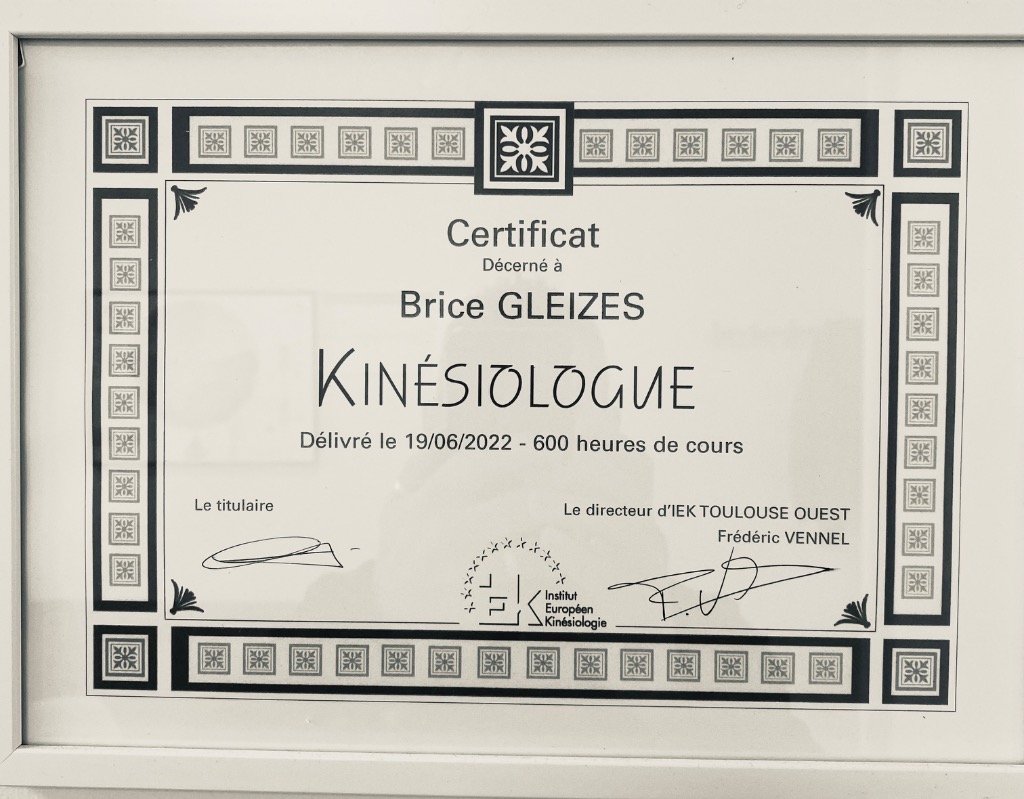 Certificat
Décerné à
Brice GLEIZES
KINÉSIOLOGUE
Délivré le 19/06/2022 - 600 heures de cours
Le titulaire
Le directeur d'IEK TOULOUSE OUEST
Frédéric VENNEL
IEK
Institut
Européen
Kinésiologie